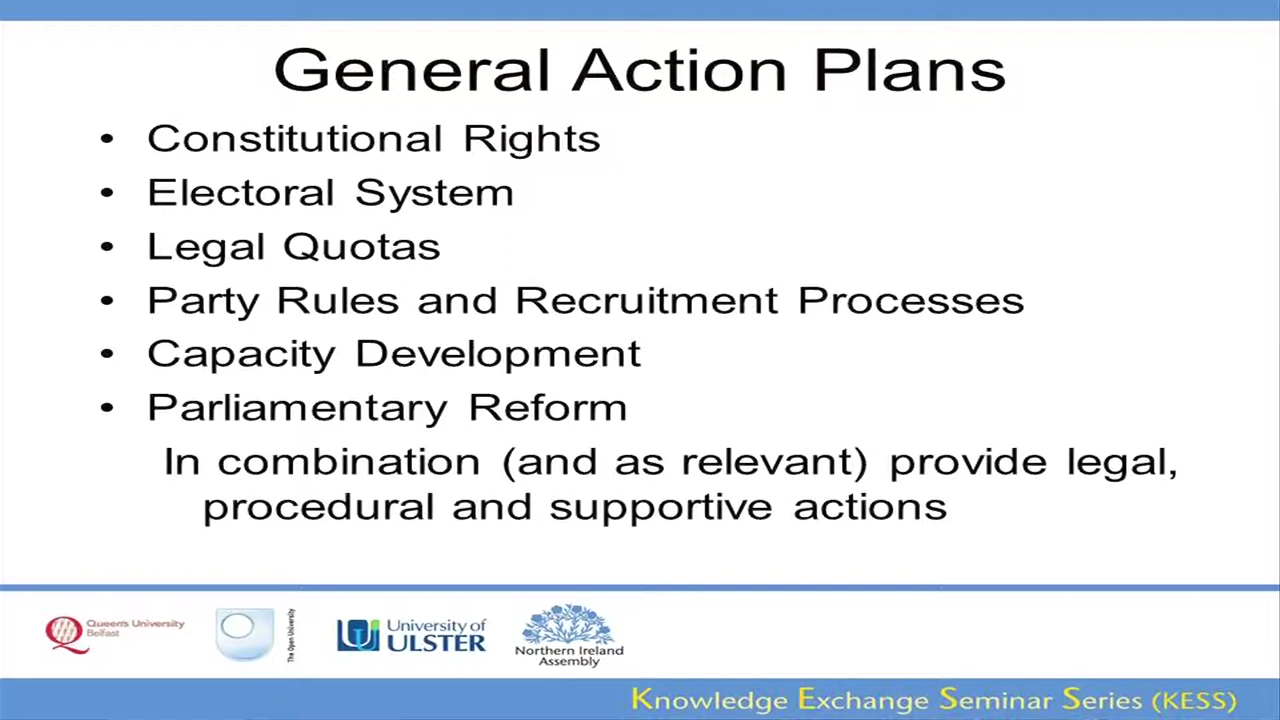 General Action Plans
• Constitutional Rights
• Electoral System
• Legal Quotas
• Party Rules and Recruitment Processes
• Capacity Development
• Parliamentary Reform
In combination (and as relevant) provide legal,
procedural and supportive actions
Queen's University
Belfast
The Open University
University of
ULSTER
Northern Ireland
Assembly
Knowledge Exchange Seminar Series (KESS)